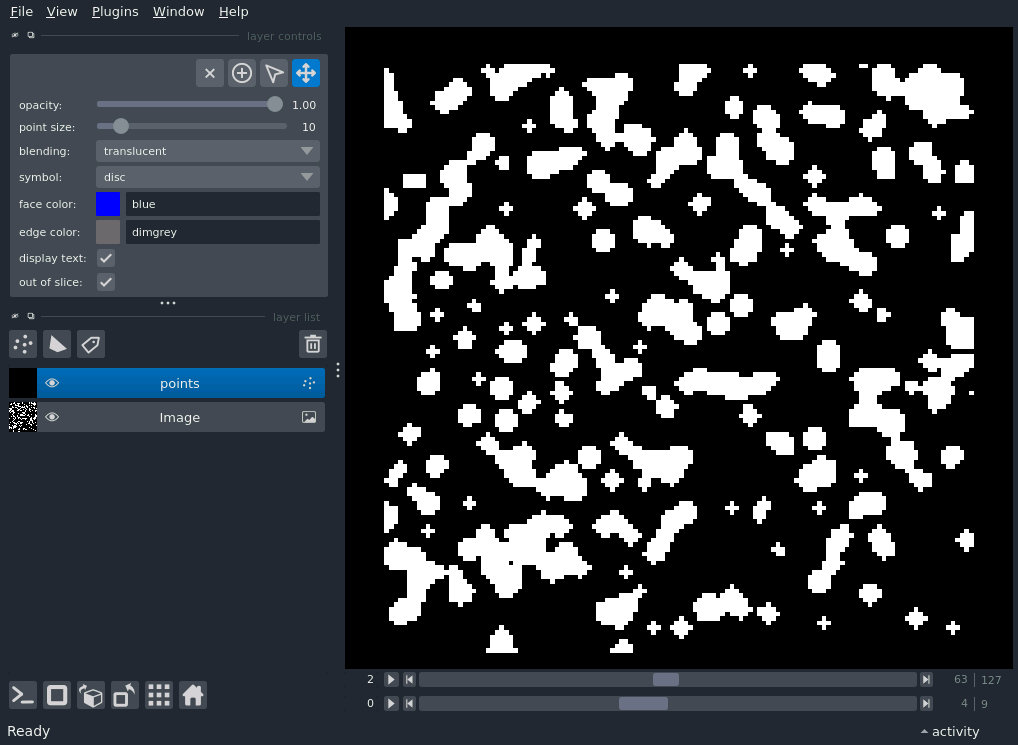 File View Plugins Window Help
layer controls
opacity: 1.00
point size: 10
blending: translucent
symbol: disc
face color: blue
edge color: dimgrey
display text:
out of slice:
layer list
points
Image
2 63 127
0 4 9
Ready activity